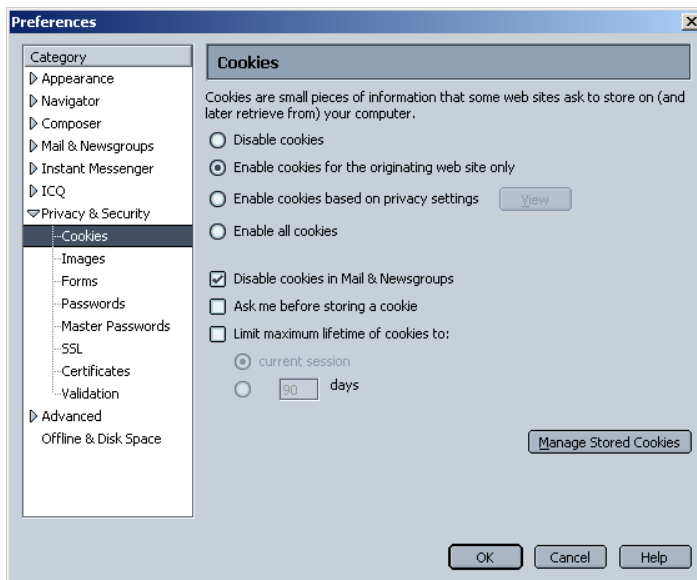 Preferences
Category
Appearance
Navigator
Composer
Mail & Newsgroups
Instant Messenger
ICQ
Privacy & Security
Cookies
Images
Forms
Passwords
Master Passwords
SSL
Certificates
Validation
Advanced
Offline & Disk Space
Cookies
Cookies are small pieces of information that some web sites ask to store on (and
later retrieve from) your computer.
Disable cookies
Enable cookies for the originating web site only
Enable cookies based on privacy settings View
Enable all cookies
Disable cookies in Mail & Newsgroups
Ask me before storing a cookie
Limit maximum lifetime of cookies to:
current session
90 days
Manage Stored Cookies
OK Cancel Help